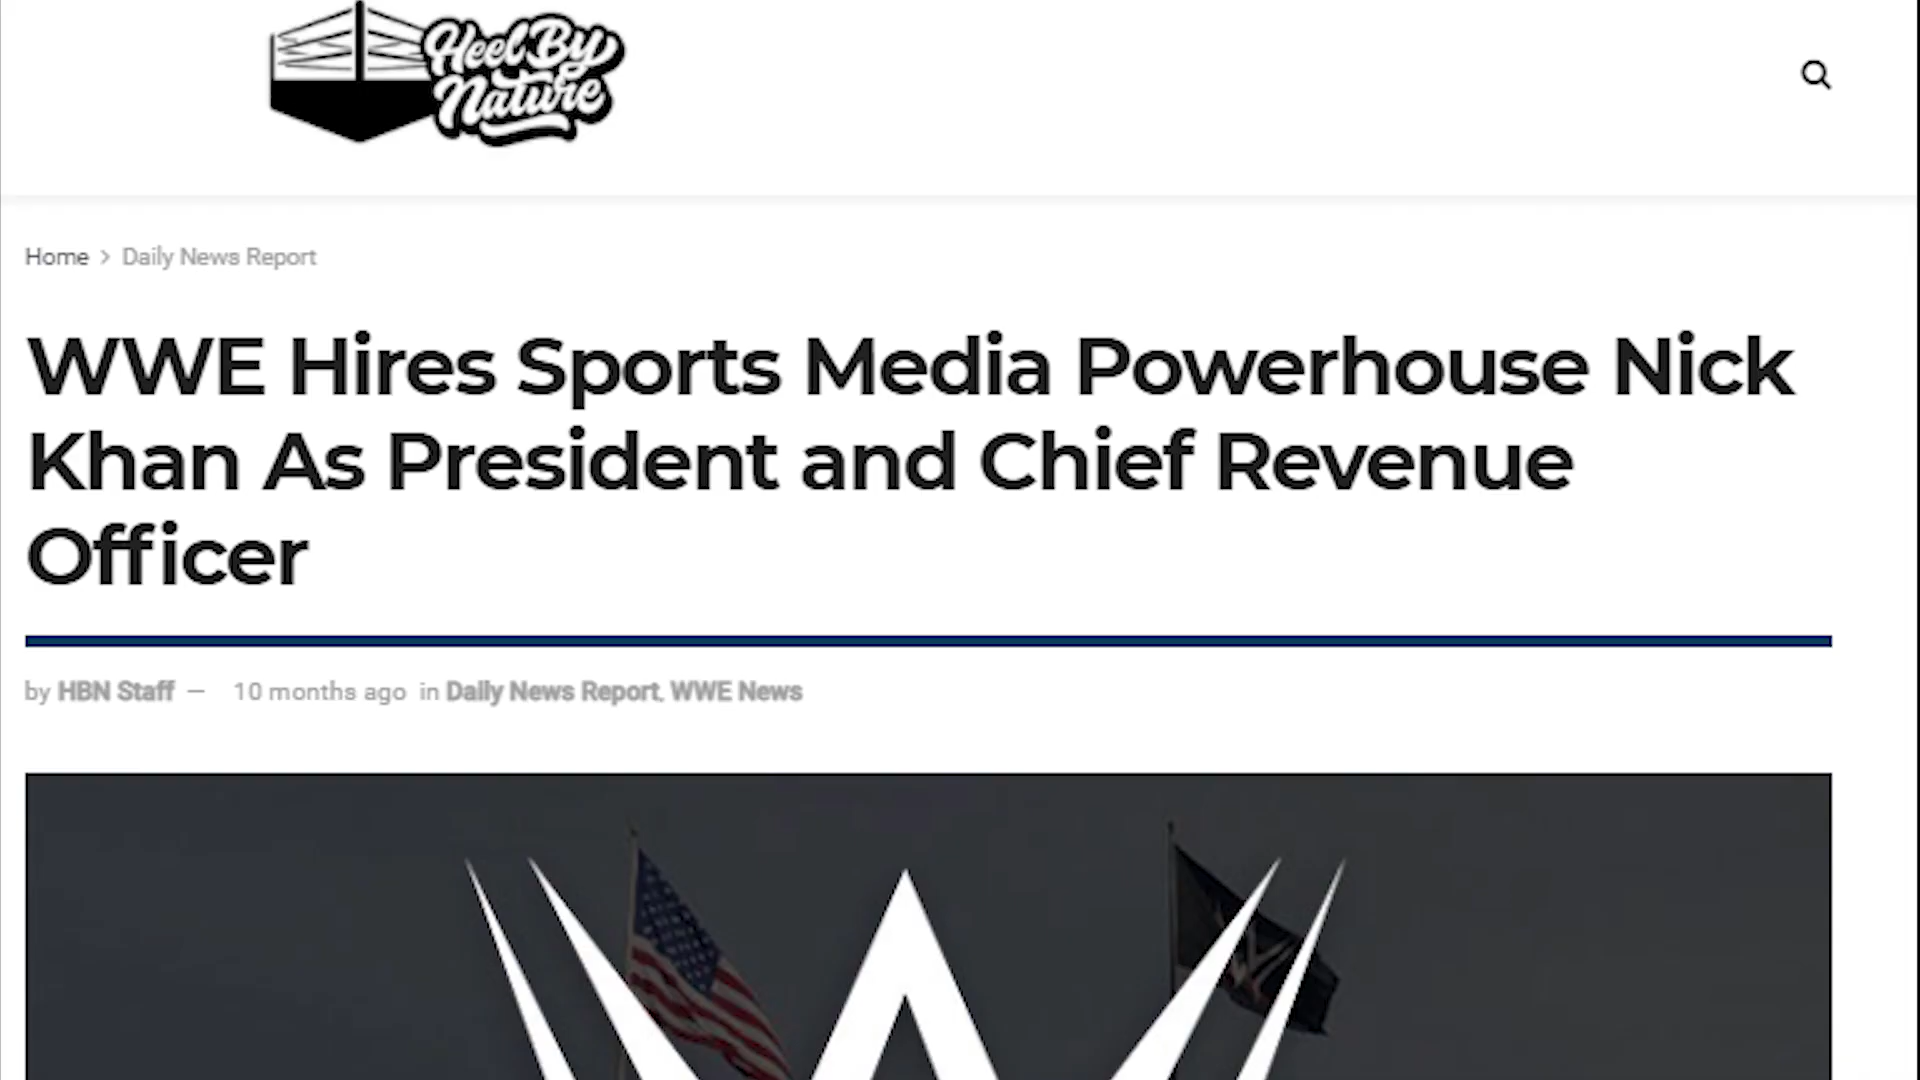 Heel By
Nature
Home > Daily News Report
WWE Hires Sports Media Powerhouse Nick
Khan As President and Chief Revenue
Officer
by HBN Staff — 10 months ago in Daily News Report, WWE News